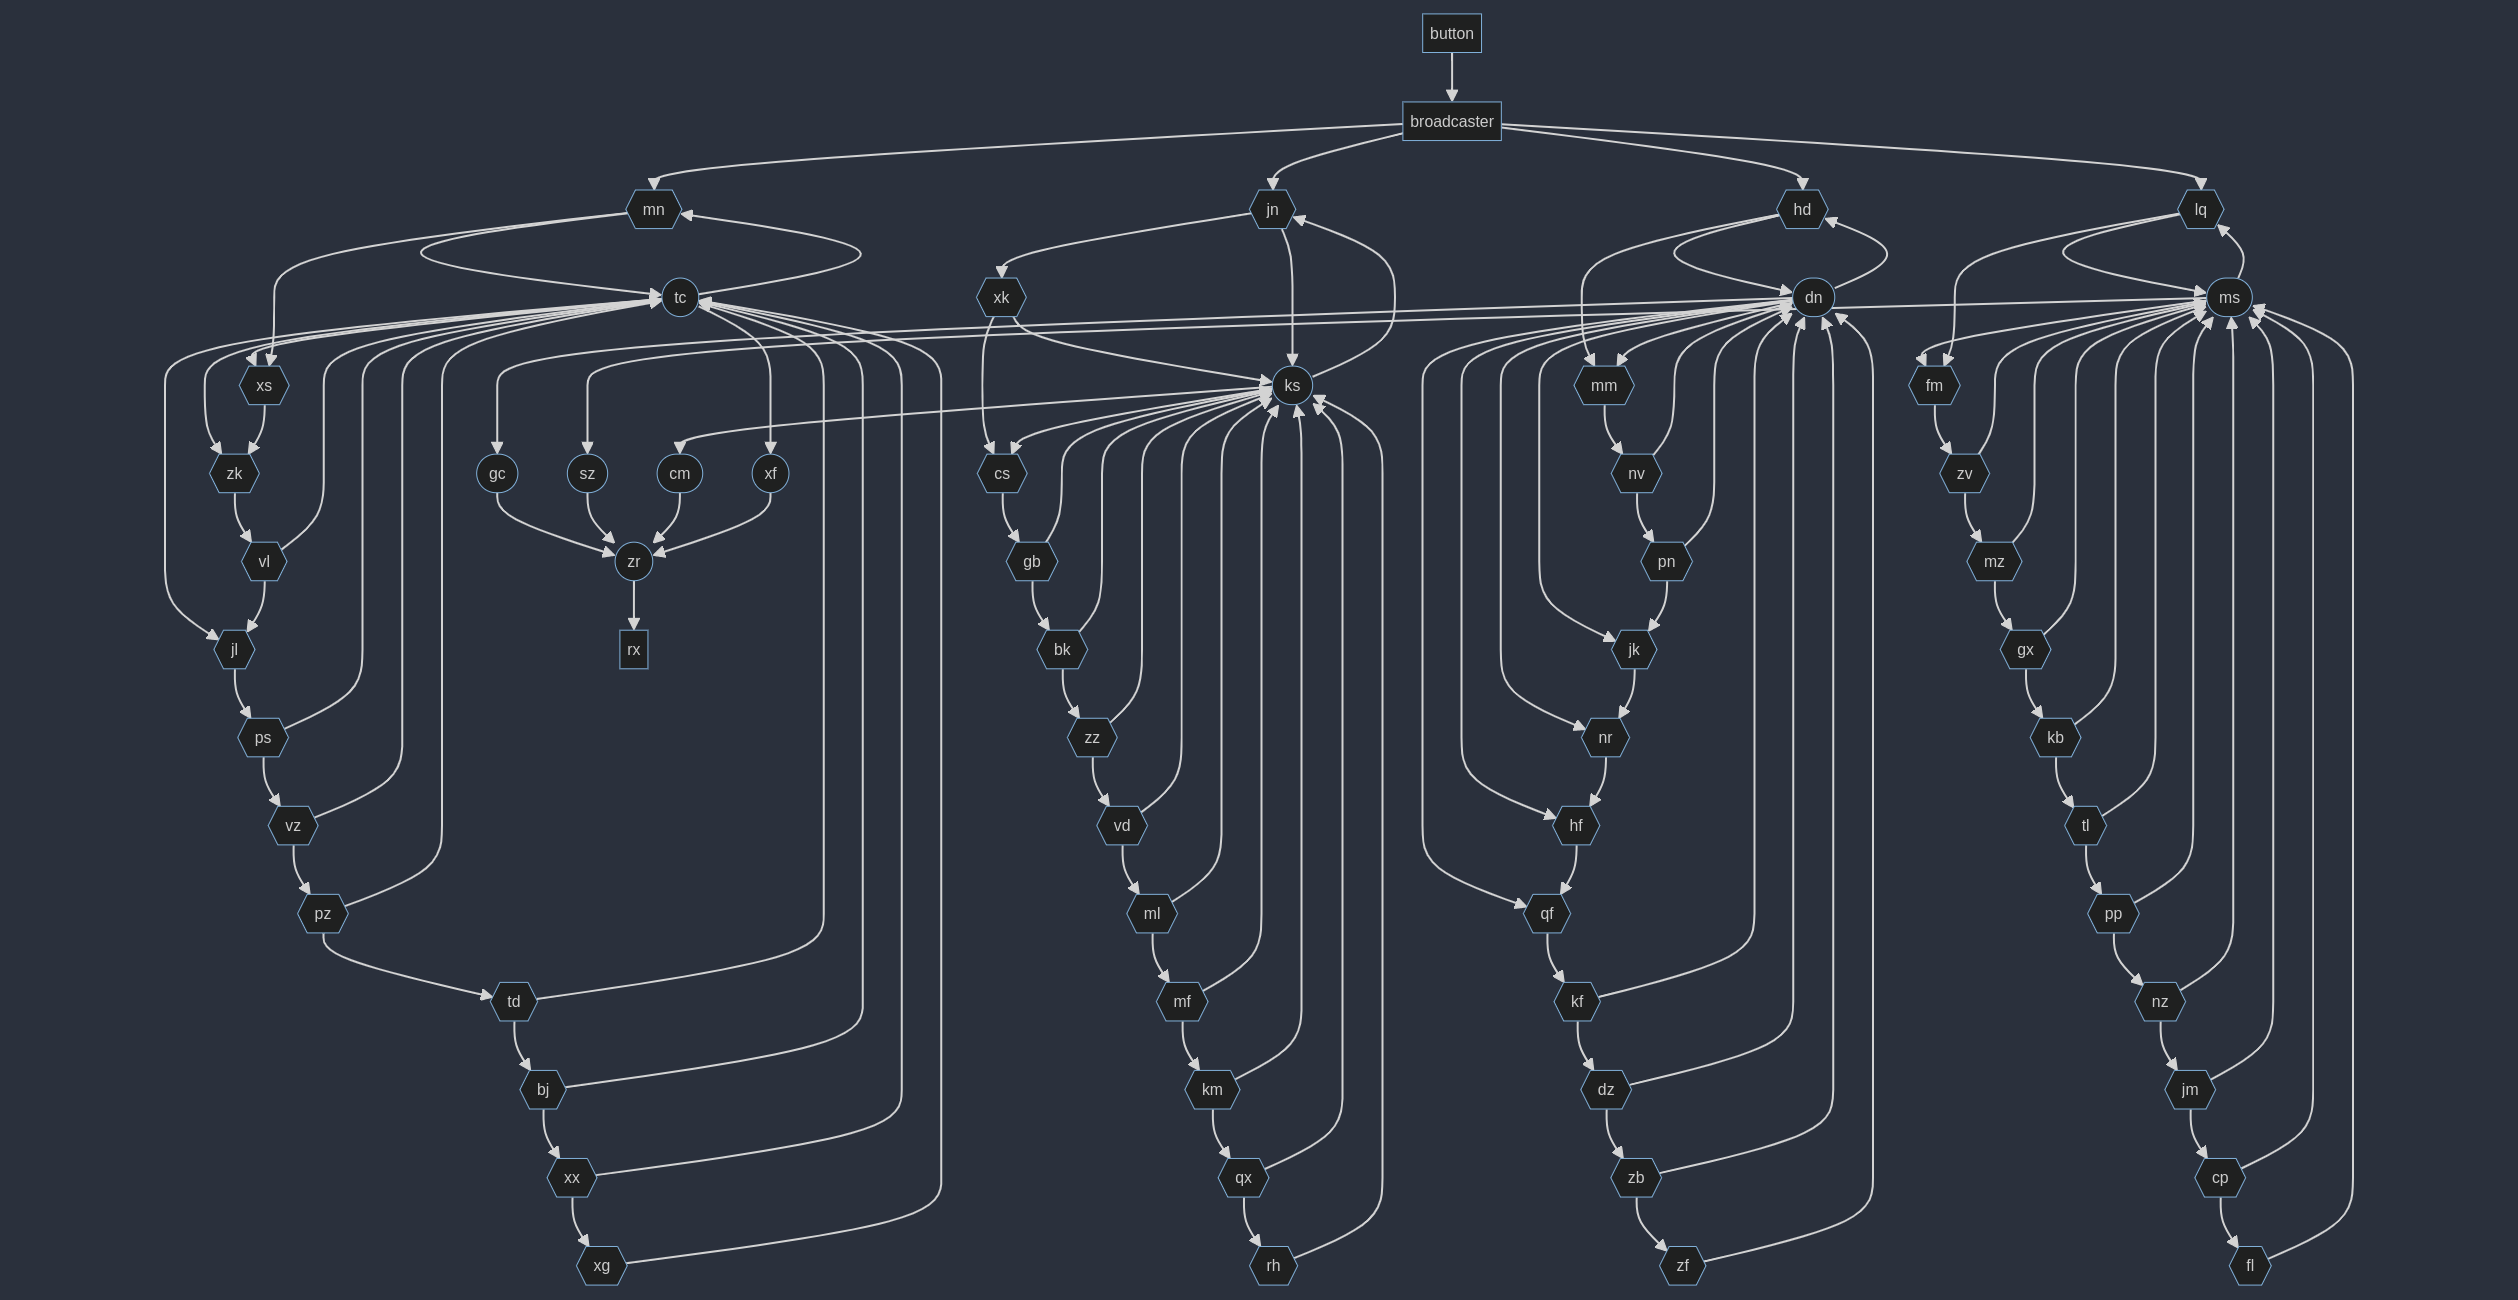 button
broadcaster
mn
jn
hd
lq
tc
xk
dn
ms
xs
ks
mm
fm
zk
gc
sz
cm
xf
cs
nv
zv
vl
zr
gb
pn
mz
jl
rx
bk
jk
gx
ps
zz
nr
kb
vz
vd
hf
tl
pz
ml
qf
pp
td
mf
kf
nz
bj
km
dz
jm
xx
qx
zb
cp
xg
rh
zf
fl